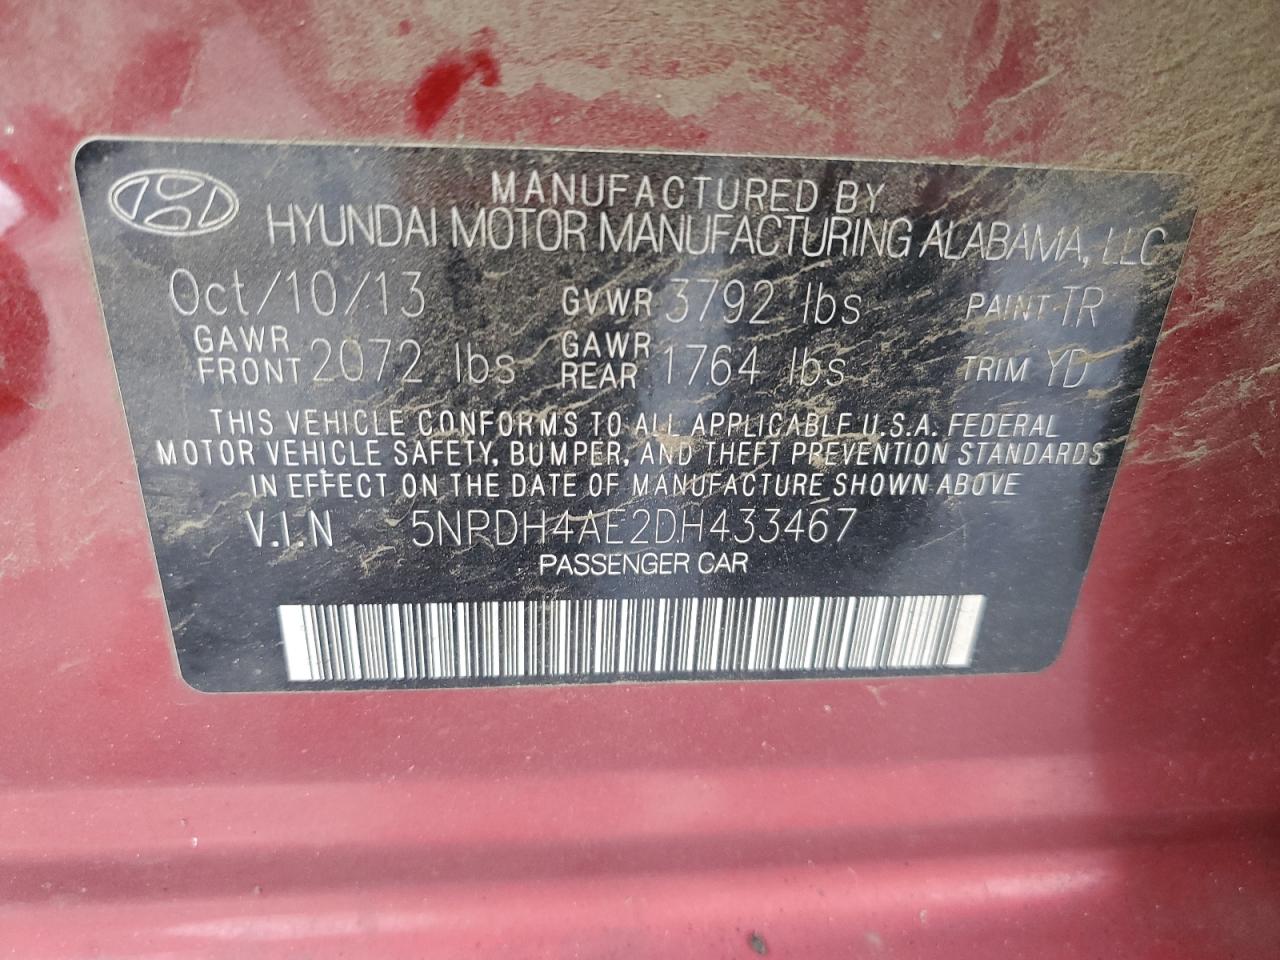 MANUFACTURED BY
HYUNDAI MOTOR MANUFACTURING ALABAMA, LLC
Oct/10/13 GVWR 3792 lbs PAINT TR
GAWR FRONT 2072 lbs GAWR REAR 1764 lbs TRIM YD
THIS VEHICLE CONFORMS TO ALL APPLICABLE U.S.A. FEDERAL
MOTOR VEHICLE SAFETY, BUMPER, AND THEFT PREVENTION STANDARDS
IN EFFECT ON THE DATE OF MANUFACTURE SHOWN ABOVE
V.I.N 5NPDH4AE2DH433467
PASSENGER CAR